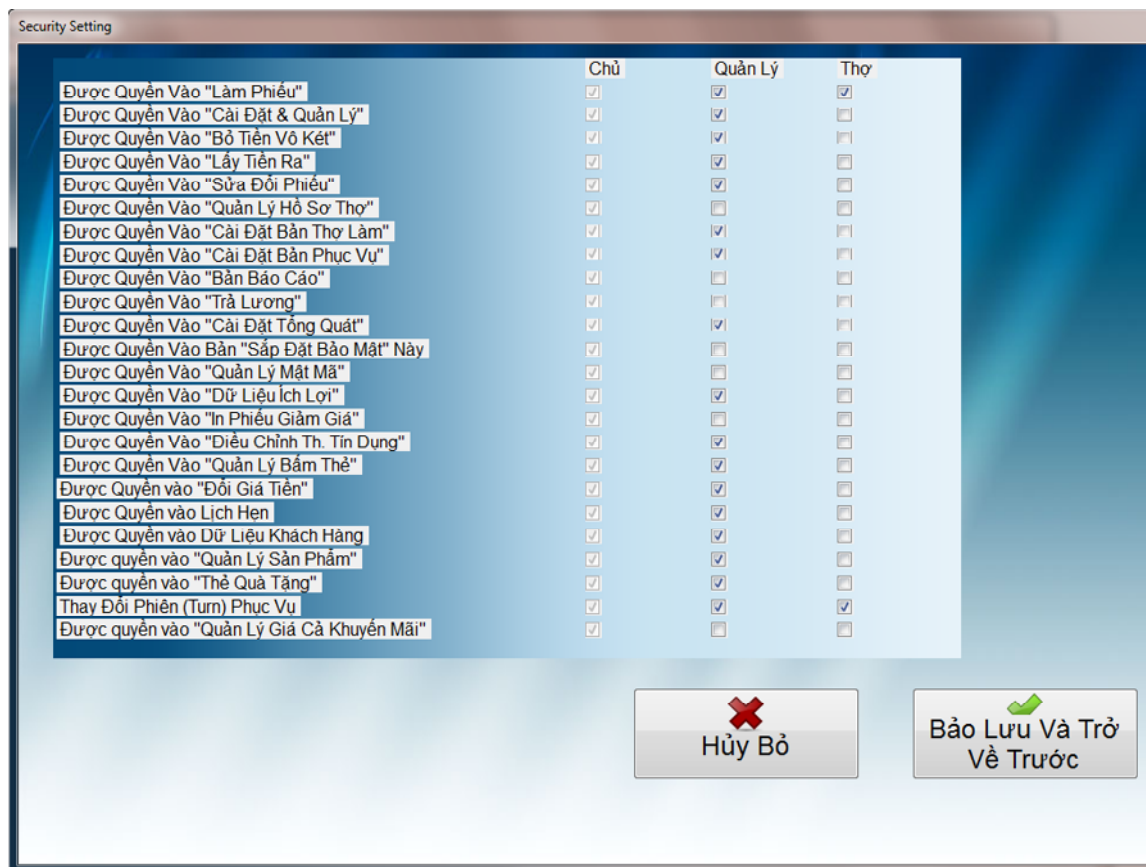 Security Setting
Chủ Quản Lý Thợ
Được Quyền Vào "Làm Phiếu"
Được Quyền Vào "Cài Đặt & Quản Lý"
Được Quyền Vào "Bỏ Tiền Vô Két"
Được Quyền Vào "Lấy Tiền Ra"
Được Quyền Vào "Sửa Đổi Phiếu"
Được Quyền Vào "Quản Lý Hồ Sơ Thợ"
Được Quyền Vào "Cài Đặt Bản Thợ Làm"
Được Quyền Vào "Cài Đặt Bản Phục Vụ"
Được Quyền Vào "Bản Báo Cáo"
Được Quyền Vào "Trả Lương"
Được Quyền Vào "Cài Đặt Tổng Quát"
Được Quyền Vào Bản "Sắp Đặt Bảo Mật" Này
Được Quyền Vào "Quản Lý Mật Mã"
Được Quyền Vào "Dữ Liệu Ích Lợi"
Được Quyền Vào "In Phiếu Giảm Giá"
Được Quyền Vào "Điều Chỉnh Th. Tín Dụng"
Được Quyền Vào "Quản Lý Bấm Thẻ"
Được Quyền vào "Đổi Giá Tiền"
Được Quyền vào Lịch Hẹn
Được Quyền vào Dữ Liệu Khách Hàng
Được quyền vào "Quản Lý Sản Phẩm"
Được quyền vào "Thẻ Quà Tặng"
Thay Đổi Phiên (Turn) Phục Vụ
Được quyền vào "Quản Lý Giá Cả Khuyến Mãi"
Hủy Bỏ
Bảo Lưu Và Trở
Về Trước